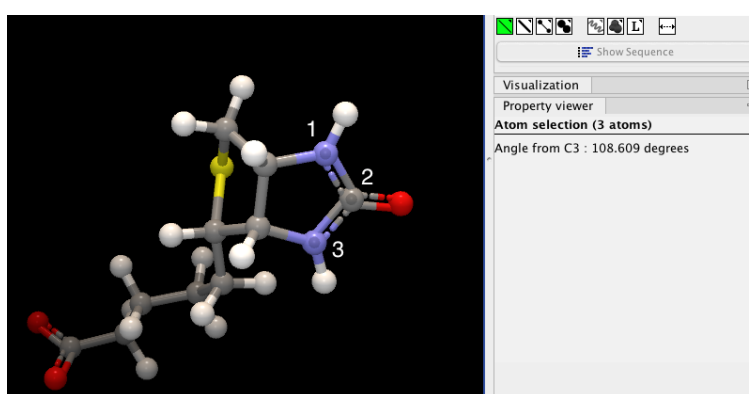 L
Show Sequence
Visualization
Property viewer
Atom selection (3 atoms)
Angle from C3 : 108.609 degrees
1
2
3